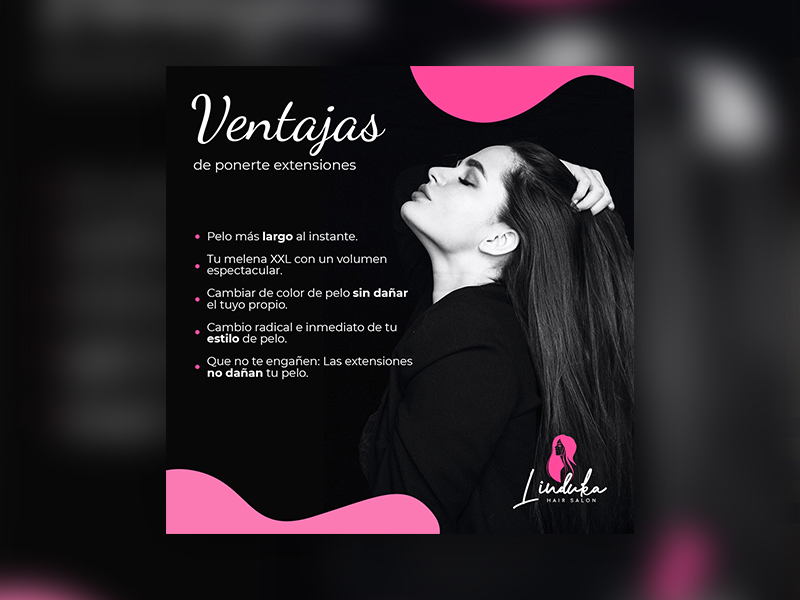 Ventajas
de ponerte extensiones
Pelo más largo al instante.
Tu melena XXL con un volumen
espectacular.
Cambiar de color de pelo sin dañar
el tuyo propio.
Cambio radical e inmediato de tu
estilo de pelo.
Que no te engañen: Las extensiones
no dañan tu pelo.
Linduka
HAIR SALON